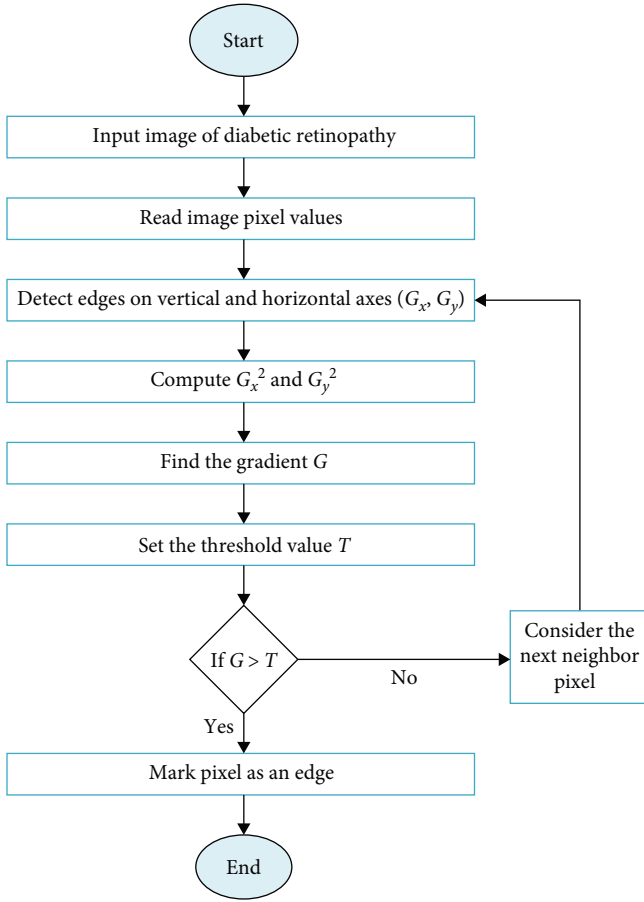 Start
Input image of diabetic retinopathy
Read image pixel values
Detect edges on vertical and horizontal axes (Gₓ, Gᵧ)
Compute Gₓ² and Gᵧ²
Find the gradient G
Set the threshold value T
If G > T
No
Consider the
next neighbor
pixel
Yes
Mark pixel as an edge
End